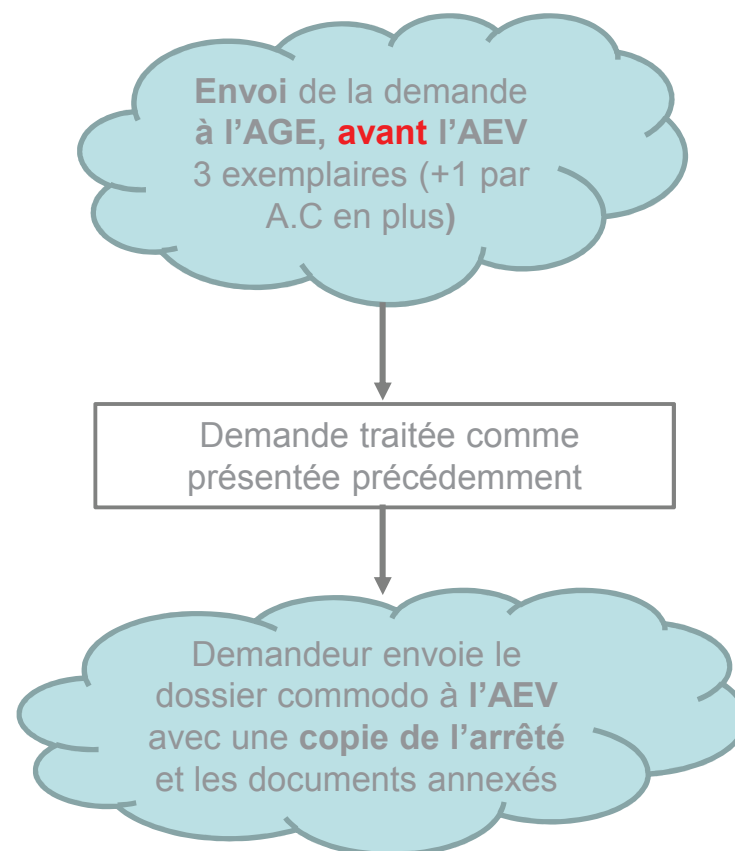 Envoi de la demande
à l’AGE, avant l’AEV
3 exemplaires (+1 par
A.C en plus)
Demande traitée comme
présentée précédemment
Demandeur envoie le
dossier commodo à l’AEV
avec une copie de l’arrêté
et les documents annexés